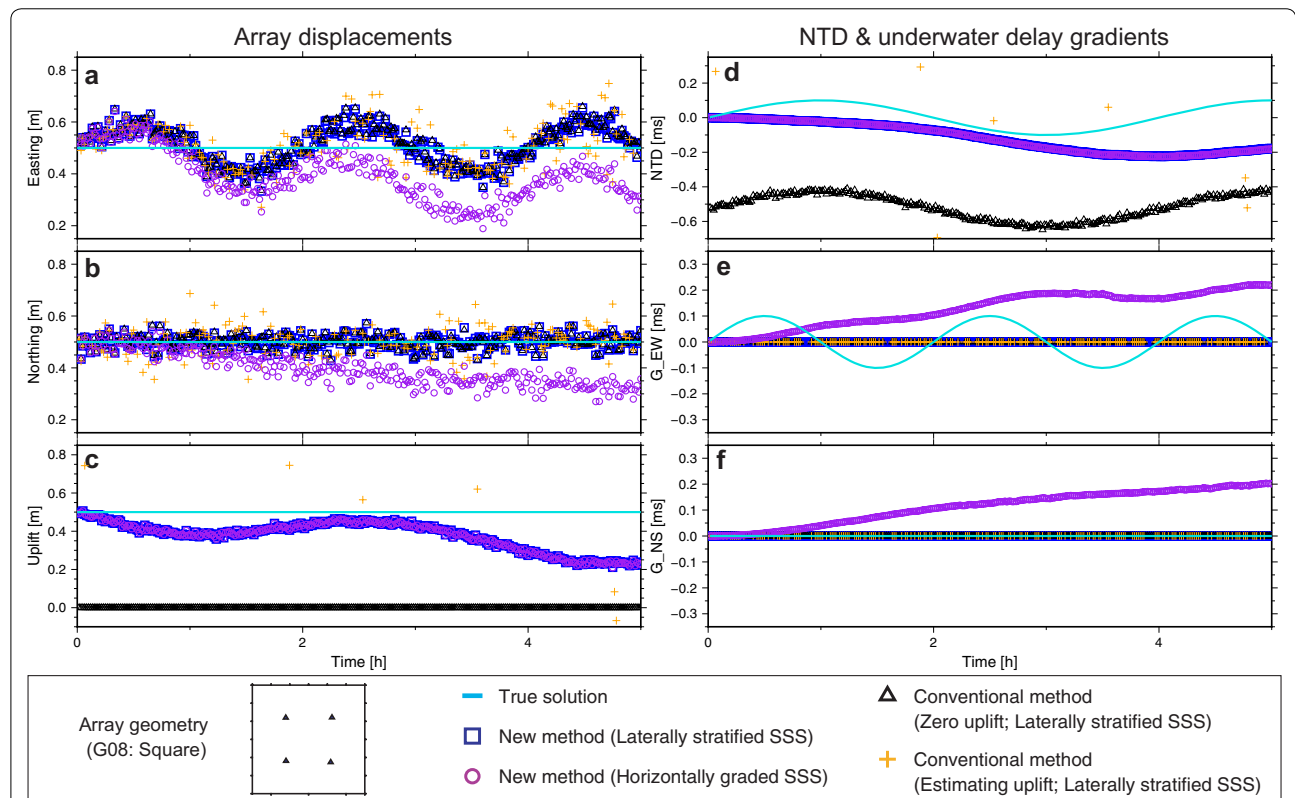 Array displacements
NTD & underwater delay gradients
a
Easting [m]
0.8
0.6
0.4
0.2
b
Northing [m]
0.8
0.6
0.4
0.2
c
Uplift [m]
0.8
0.6
0.4
0.2
0.0
0
2
4
Time [h]
d
NTD [ms]
0.2
0.0
−0.2
−0.4
−0.6
e
G_EW [ms]
0.3
0.2
0.1
0.0
−0.1
−0.2
−0.3
f
G_NS [ms]
0.3
0.2
0.1
0.0
−0.1
−0.2
−0.3
0
2
4
Time [h]
Array geometry
(G08: Square)
True solution
New method (Laterally stratified SSS)
New method (Horizontally graded SSS)
Conventional method
(Zero uplift; Laterally stratified SSS)
Conventional method
(Estimating uplift; Laterally stratified SSS)